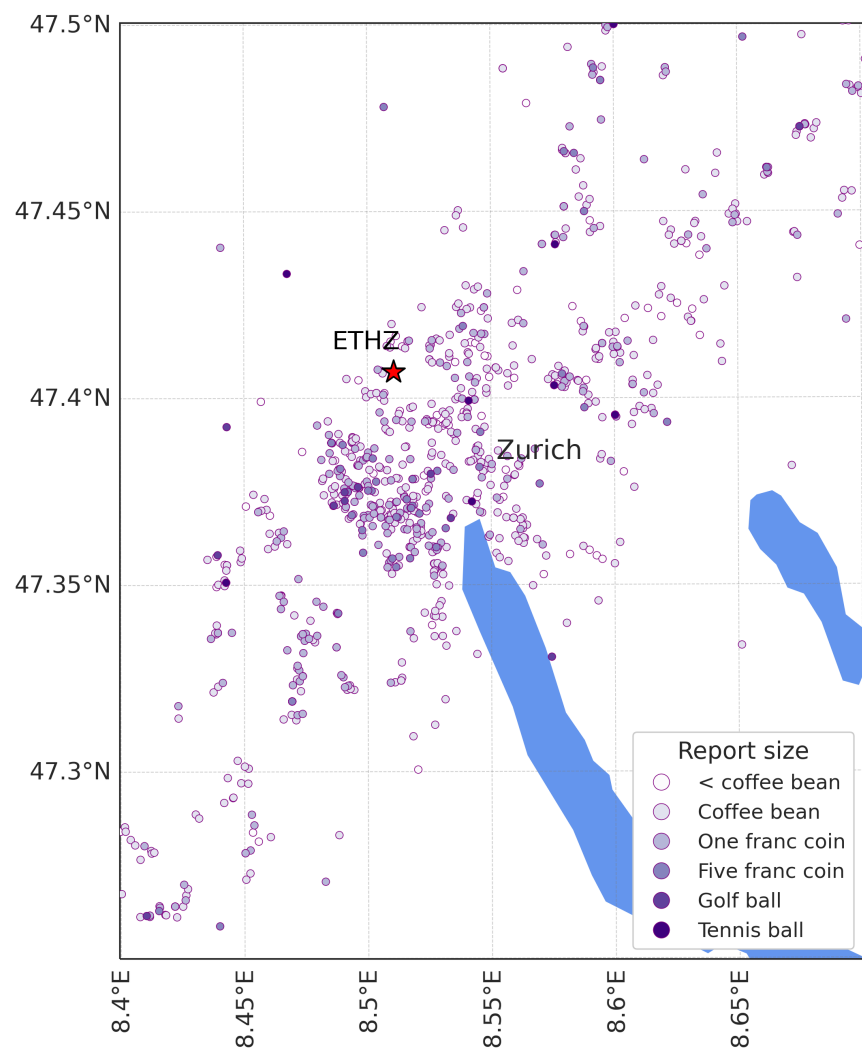 47.5°N
47.45°N
ETHZ
47.4°N
Zurich
47.35°N
47.3°N
Report size
< coffee bean
Coffee bean
One franc coin
Five franc coin
Golf ball
Tennis ball
8.4°E
8.45°E
8.5°E
8.55°E
8.6°E
8.65°E